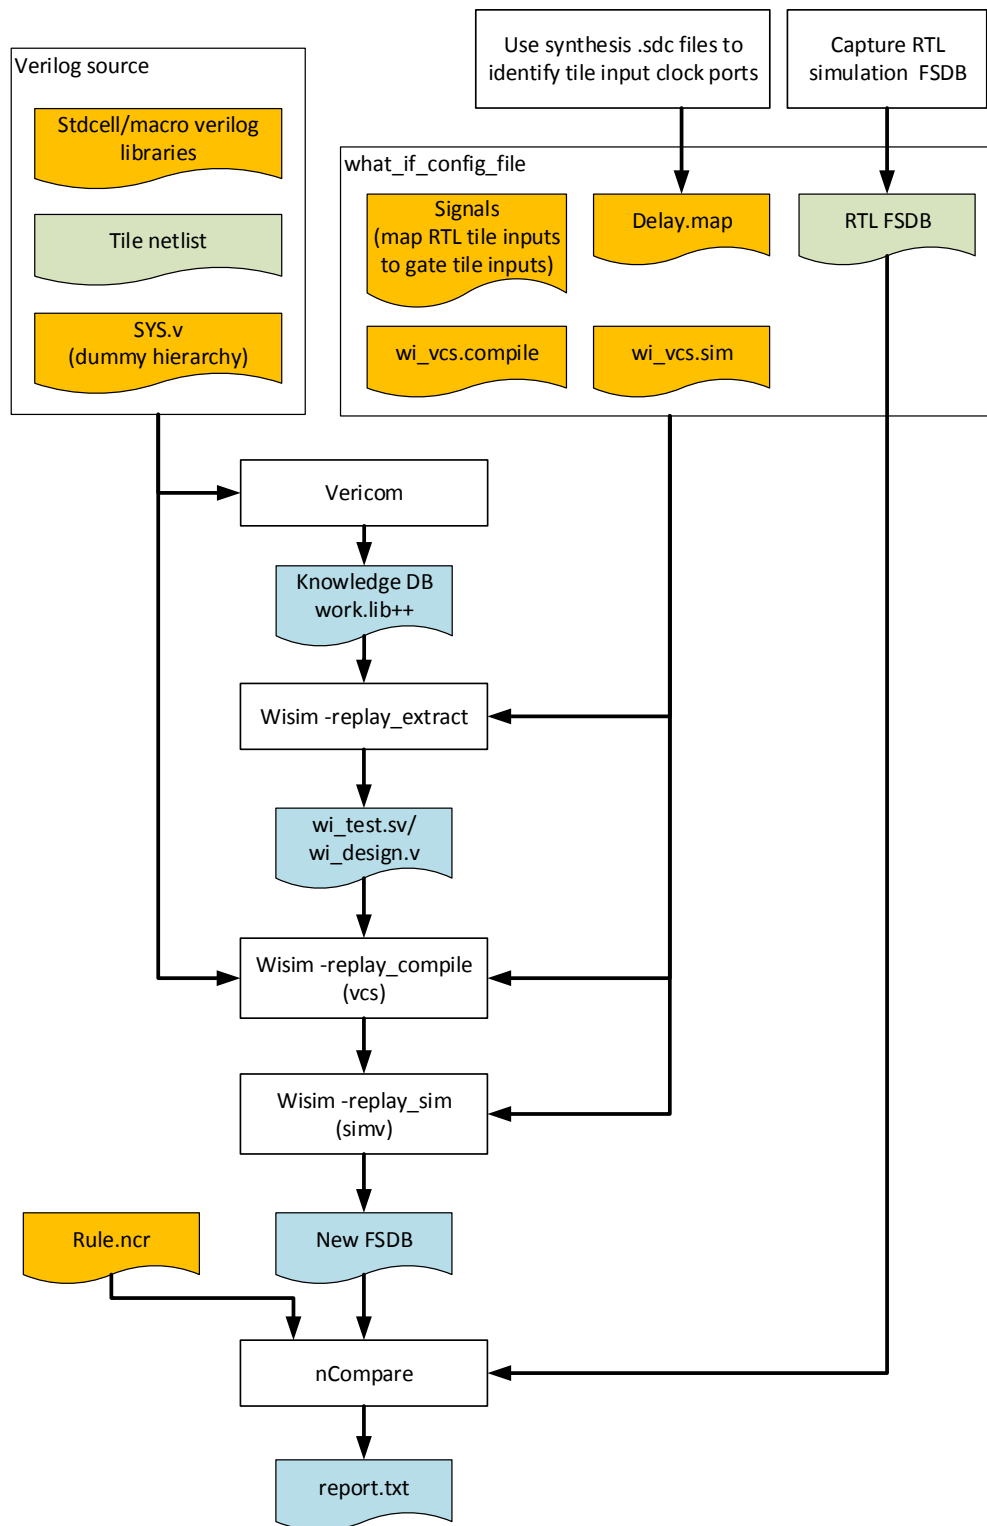 Use synthesis .sdc files to
identify tile input clock ports
Capture RTL
simulation  FSDB
Verilog source
Stdcell/macro verilog
libraries
Tile netlist
SYS.v
(dummy hierarchy)
what_if_config_file
Signals
(map RTL tile inputs
to gate tile inputs)
Delay.map
RTL FSDB
wi_vcs.compile
wi_vcs.sim
Vericom
Knowledge DB
work.lib++
Wisim -replay_extract
wi_test.sv/
wi_design.v
Wisim -replay_compile
(vcs)
Wisim -replay_sim
(simv)
Rule.ncr
New FSDB
nCompare
report.txt